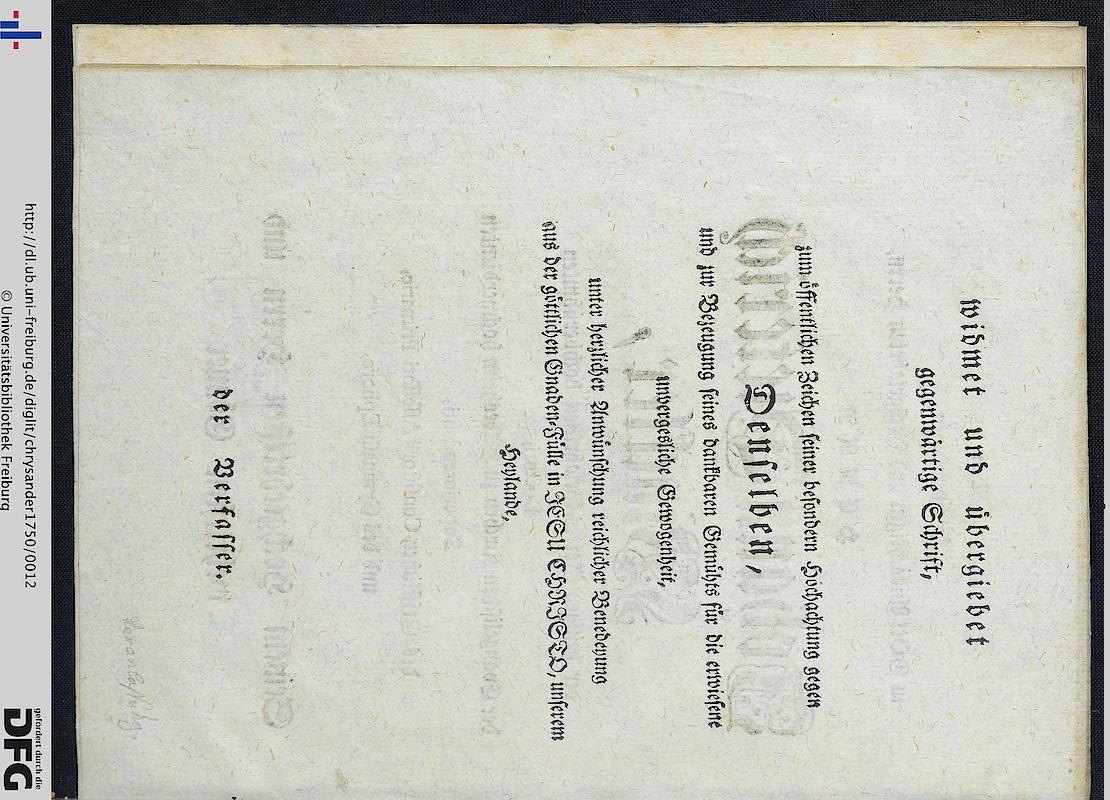 widmet und übergiebet
gegenwärtige Schrift,
zum öffentlichen Zeichen seiner besondern Hochachtung gegen
Denselben,
und zur Bezeugung seines dankbaren Gemühts für die erwiesene
unvergesliche Gewogenheit,
unter herzlicher Anwünschung reichlicher Benedeyung
aus der göttlichen Gnaden-Fülle in JESU CHRISTO, unserem
Heylande,
der Verfasser.
http://dl.ub.uni-freiburg.de/diglit/chrysander1750/0012
© Universitätsbibliothek Freiburg
gefördert durch die
DFG